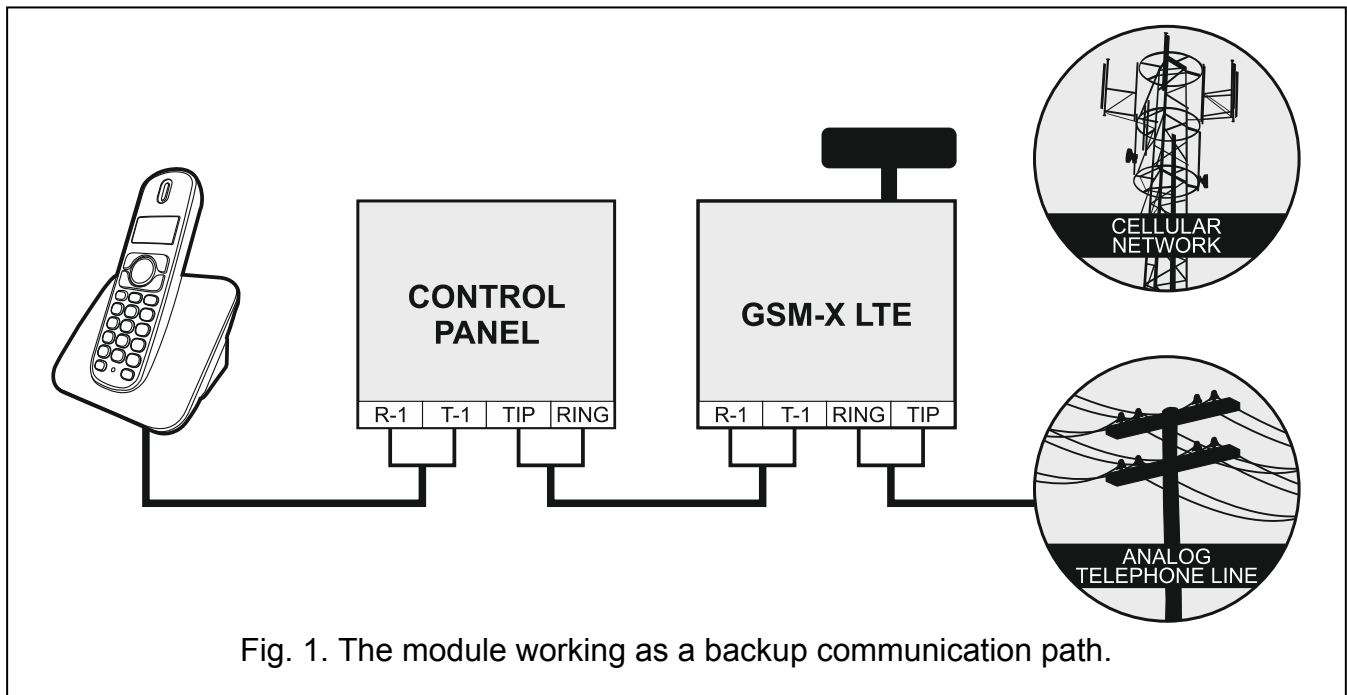 CONTROL
PANEL
R-1 T-1 TIP RING
GSM-X LTE
R-1 T-1 RING TIP
CELLULAR
NETWORK
ANALOG
TELEPHONE LINE
Fig. 1. The module working as a backup communication path.